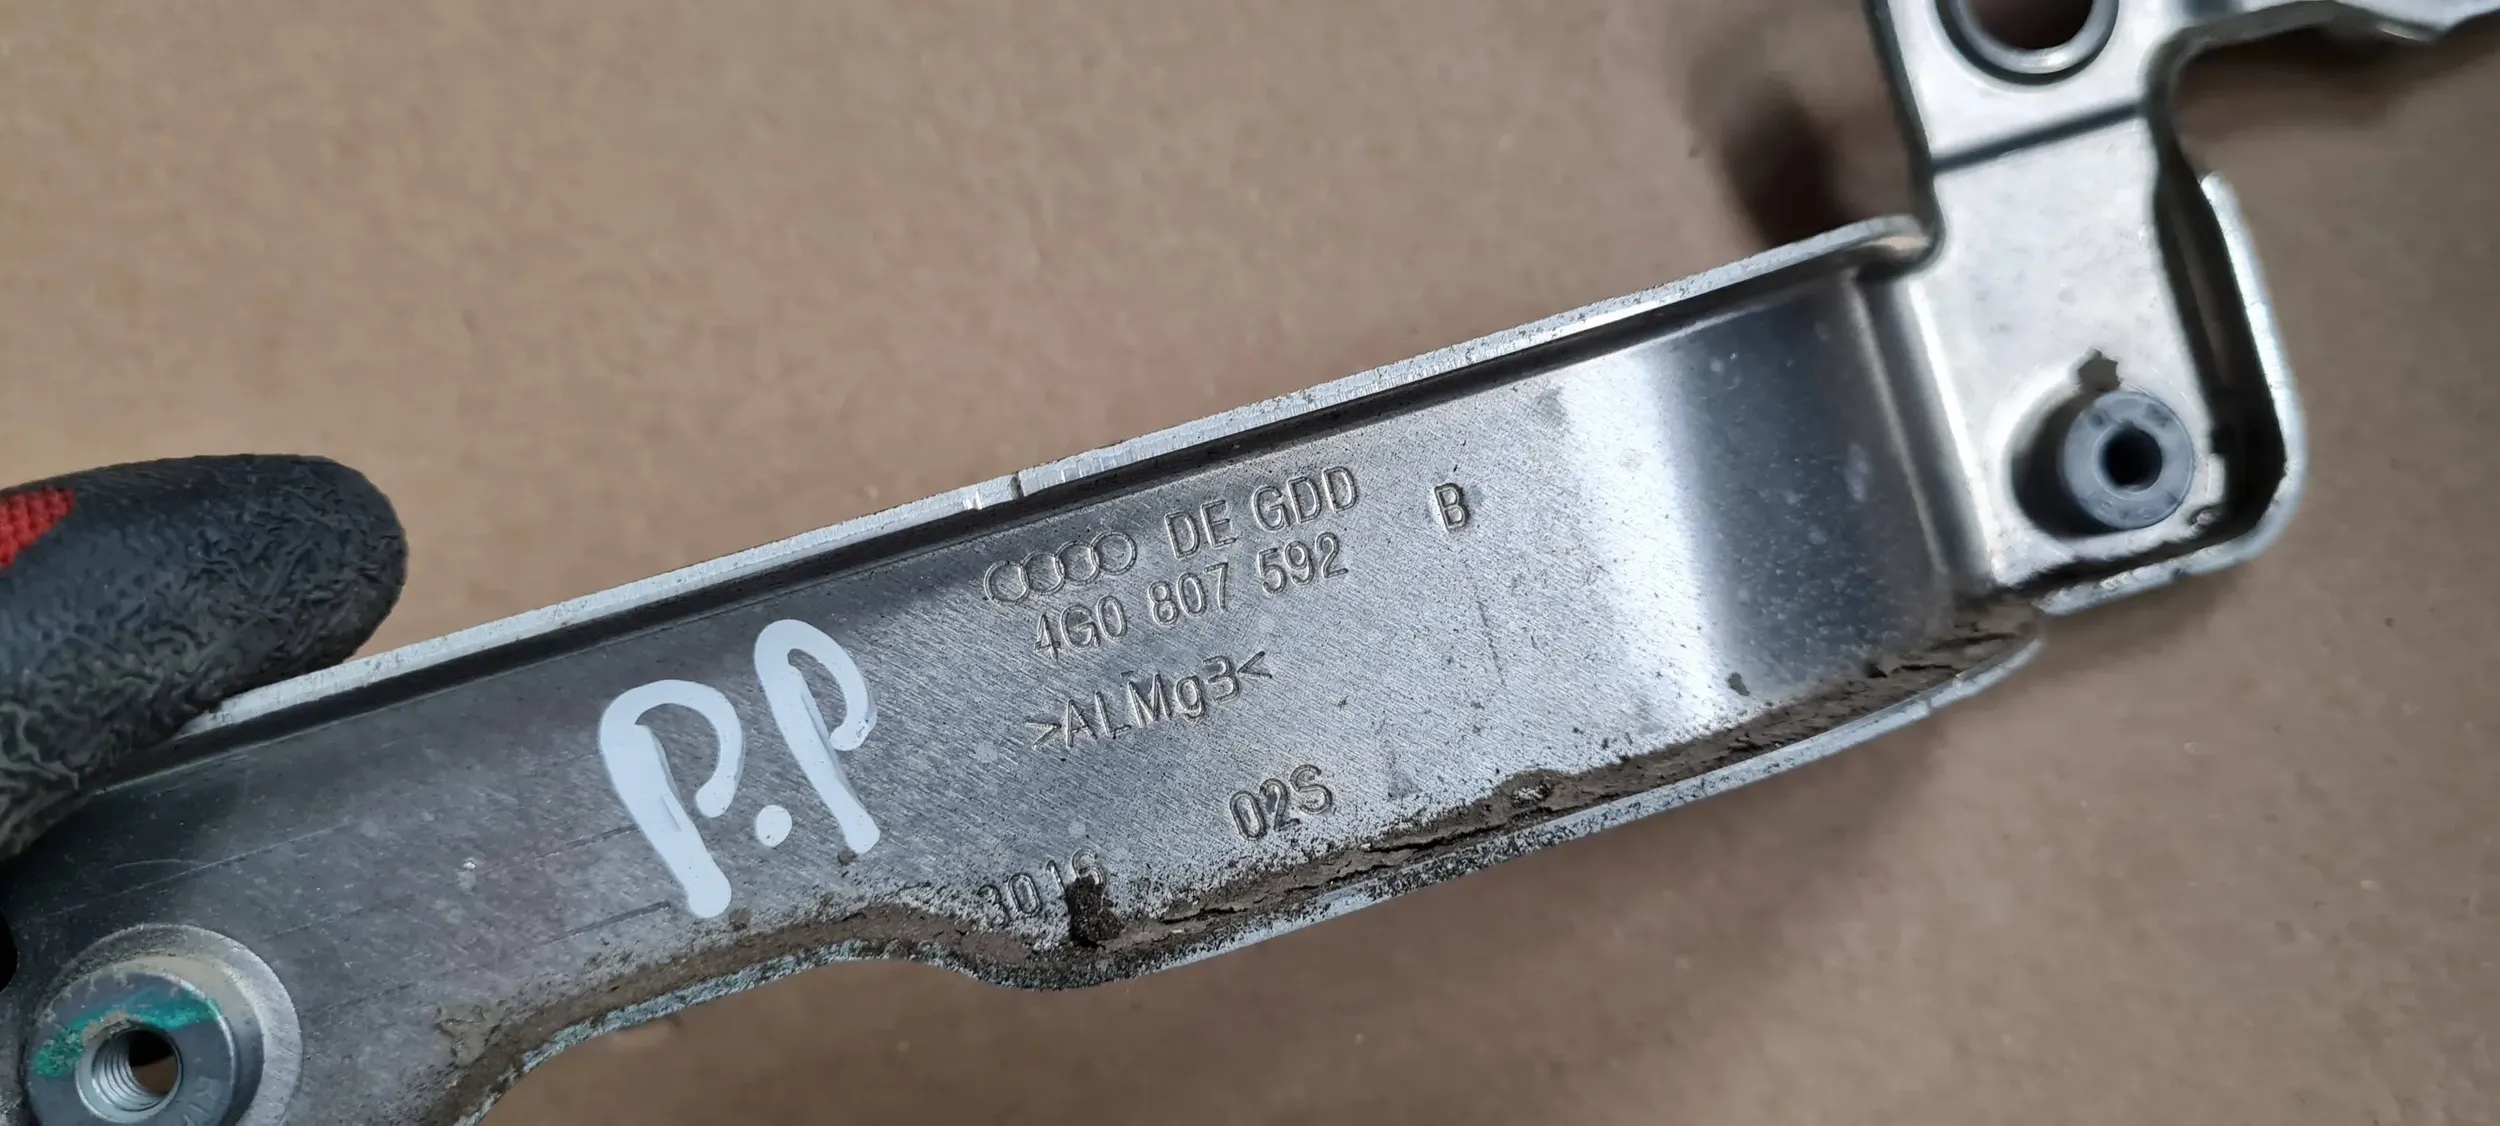 DE GDD B
4G0 807 592
>ALMg3<
P.P
02S
3016